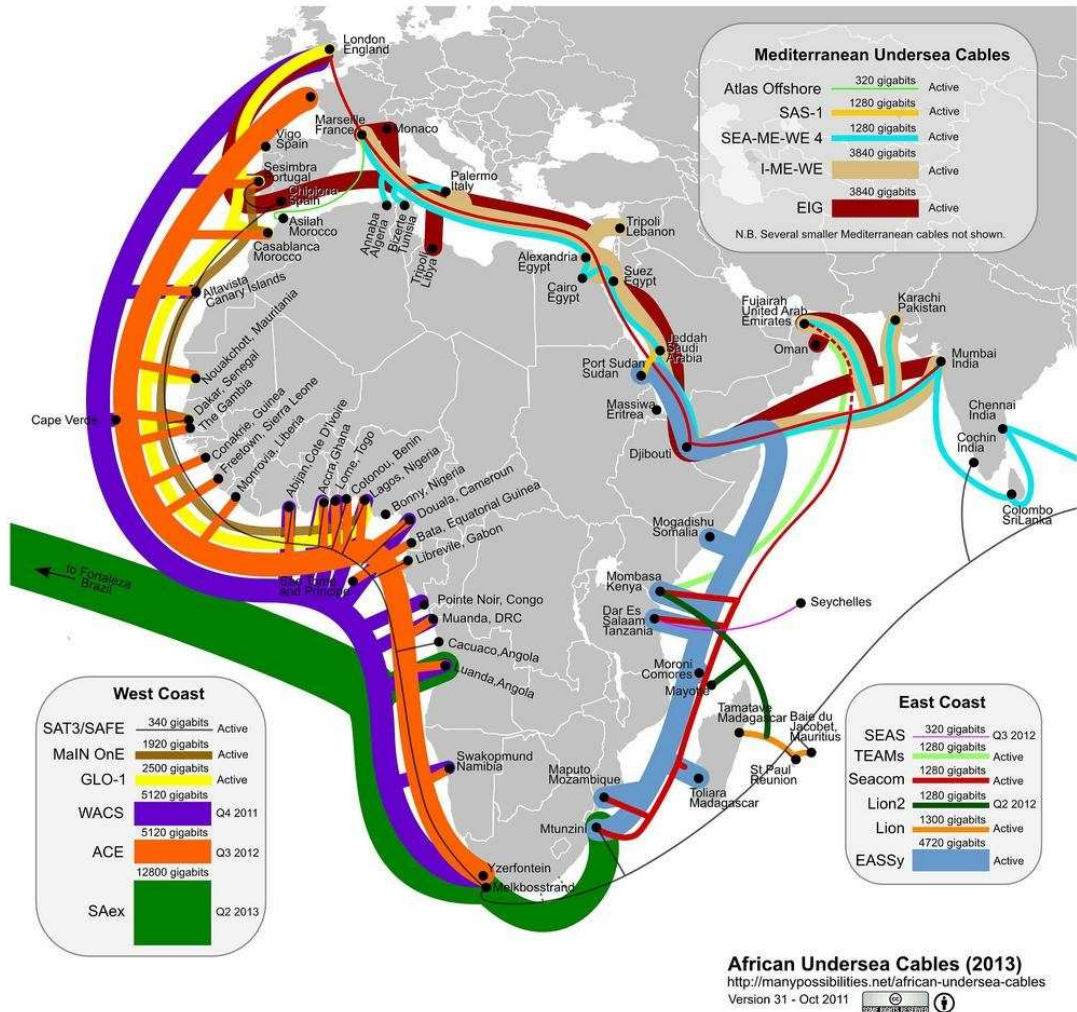 London
England
Marseille
France
Monaco
Vigo
Spain
Sesimbra
Portugal
Chipiona
Spain
Asilah
Morocco
Casablanca
Morocco
Palermo
Italy
Annaba
Algeria
Bizerte
Tunisia
Tripoli
Libya
Tripoli
Lebanon
Alexandria
Egypt
Cairo
Egypt
Suez
Egypt
Altavista
Canary Islands
Nouakchott, Mauritania
Dakar, Senegal
The Gambia
Cape Verde
Conakrie, Guinea
Freetown, Sierra Leone
Monrovia, Liberia
Abijan,Cote D'Ivoire
Accra,Ghana
Lome, Togo
Cotonou, Benin
Lagos, Nigeria
Bonny, Nigeria
Douala, Cameroun
Bata, Equatorial Guinea
Libreville, Gabon
Sao Tome
and Principe
Pointe Noir, Congo
Muanda, DRC
Cacuaco,Angola
Luanda,Angola
Swakopmund
Namibia
Yzerfontein
Melkbosstrand
to Fortaleza
Brazil
Jeddah
Saudi
Arabia
Port Sudan
Sudan
Massiwa
Eritrea
Djibouti
Fujairah
United Arab
Emirates
Oman
Karachi
Pakistan
Mumbai
India
Chennai
India
Cochin
India
Colombo
SriLanka
Mogadishu
Somalia
Mombasa
Kenya
Dar Es
Salaam
Tanzania
Seychelles
Moroni
Comores
Mayotte
Tamatave
Madagascar
Baie du
Jacobet,
Mauritius
St Paul
Reunion
Toliara
Madagascar
Maputo
Mozambique
Mtunzini
Mediterranean Undersea Cables
Atlas Offshore 320 gigabits Active
SAS-1 1280 gigabits Active
SEA-ME-WE 4 1280 gigabits Active
I-ME-WE 3840 gigabits Active
EIG 3840 gigabits Active
N.B. Several smaller Mediterranean cables not shown.
West Coast
SAT3/SAFE 340 gigabits Active
MaIN OnE 1920 gigabits Active
GLO-1 2500 gigabits Active
WACS 5120 gigabits Q4 2011
ACE 5120 gigabits Q3 2012
SAex 12800 gigabits Q2 2013
East Coast
SEAS 320 gigabits Q3 2012
TEAMs 1280 gigabits Active
Seacom 1280 gigabits Active
Lion2 1280 gigabits Q2 2012
Lion 1300 gigabits Active
EASSy 4720 gigabits Active
African Undersea Cables (2013)
http://manypossibilities.net/african-undersea-cables
Version 31 - Oct 2011
cc
SOME RIGHTS RESERVED